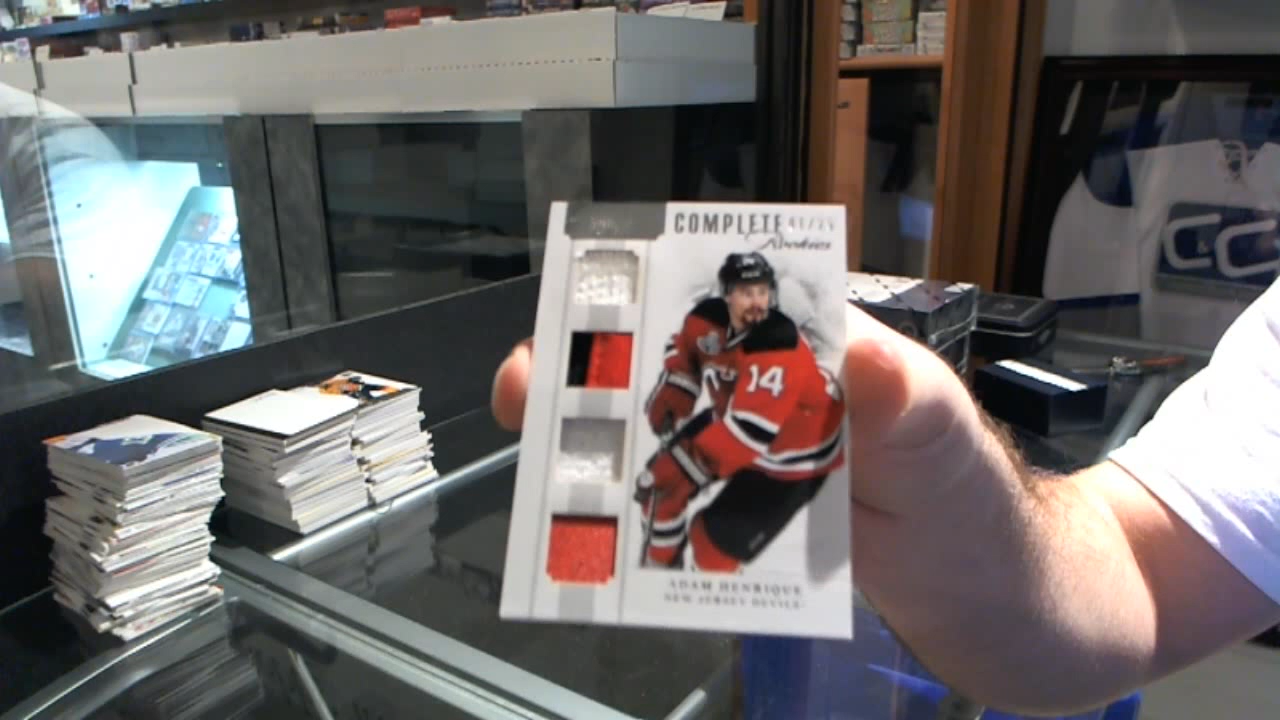 COMPLETE
Rookies
14
ADAM HENRIQUE
NEW JERSEY DEVILS